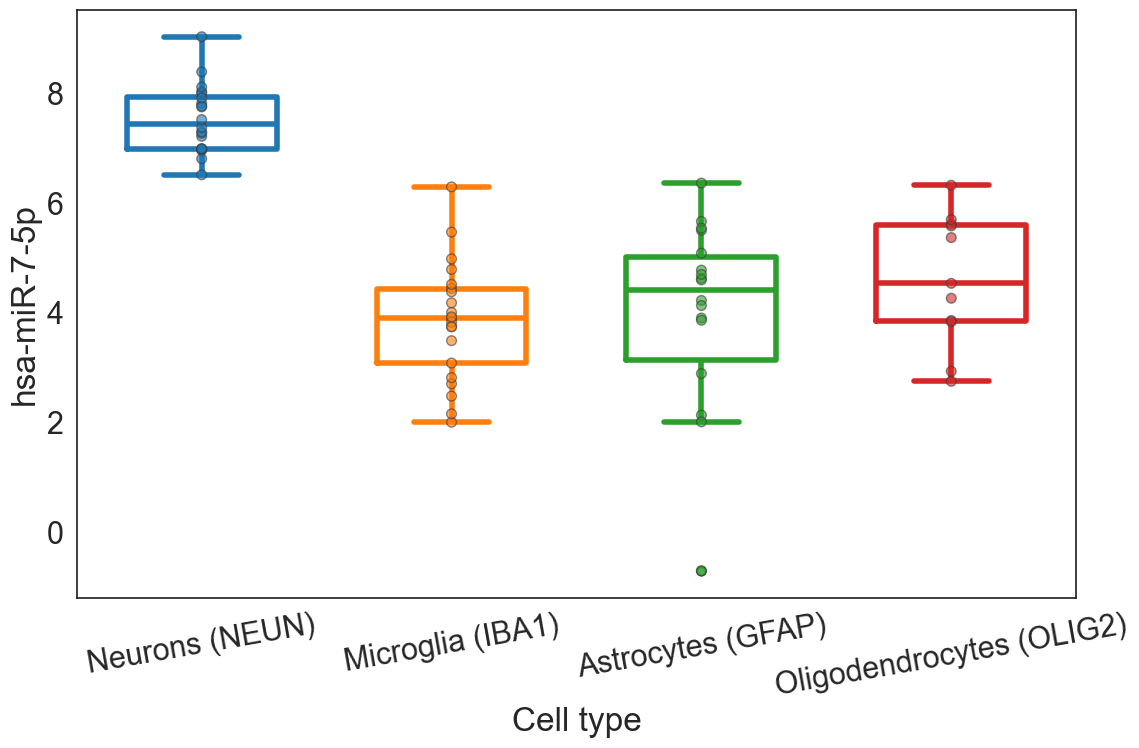 hsa-miR-7-5p
8
6
4
2
0
Neurons (NEUN)
Microglia (IBA1)
Astrocytes (GFAP)
Oligodendrocytes (OLIG2)
Cell type